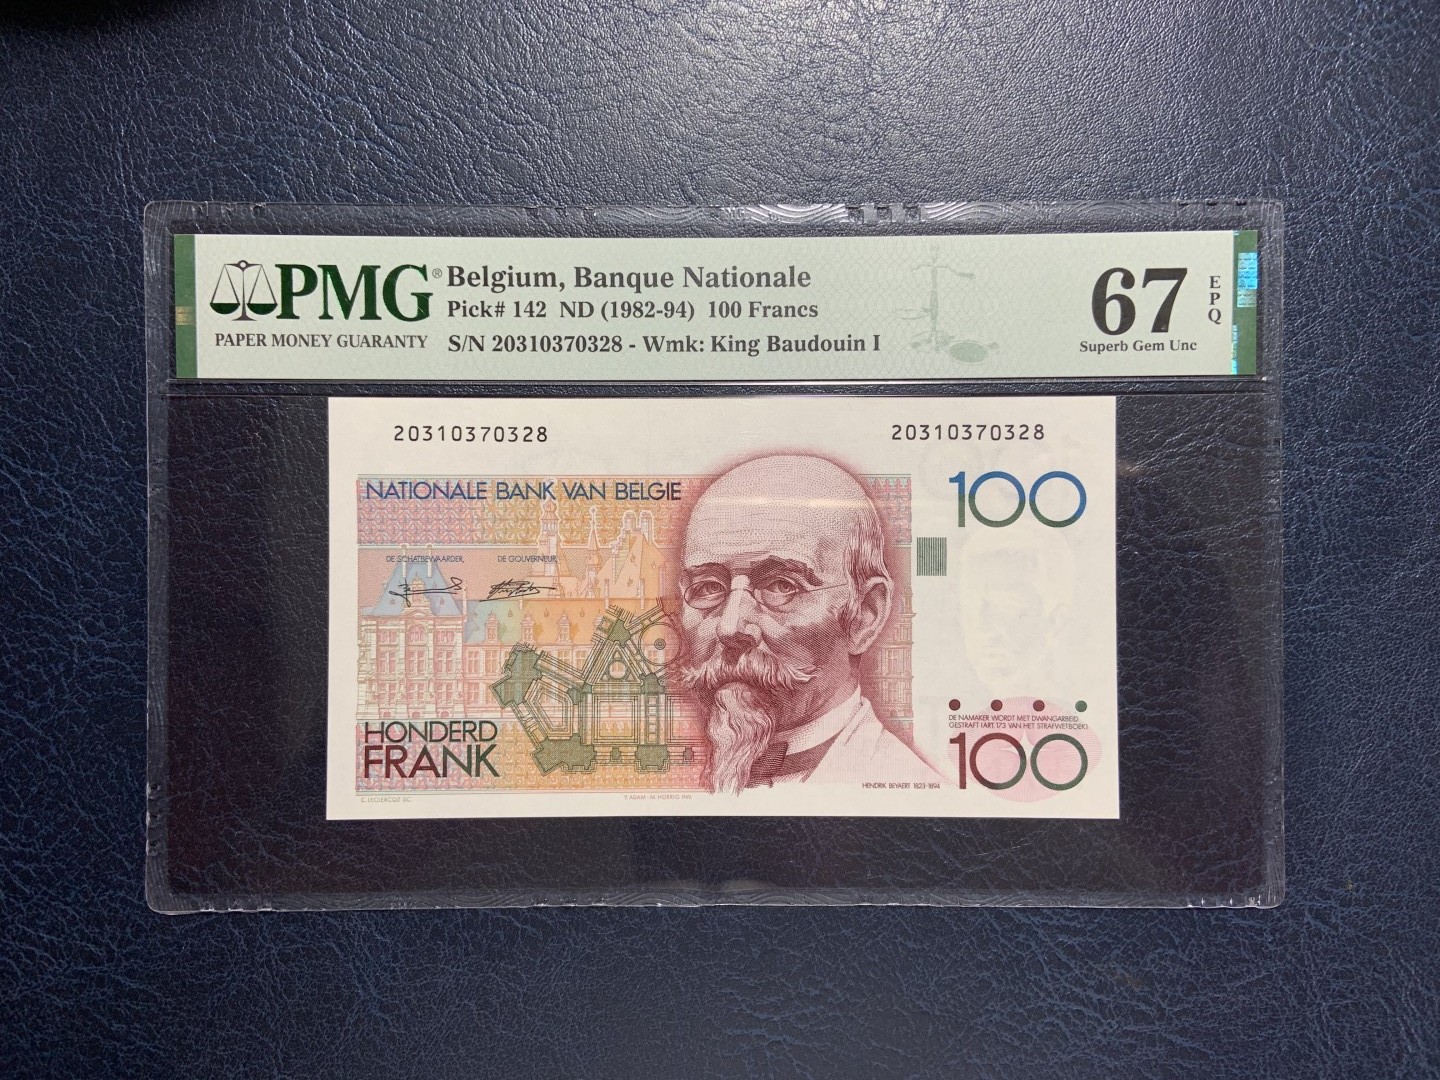 PMG®
PAPER MONEY GUARANTY
Belgium, Banque Nationale
Pick# 142 ND (1982-94) 100 Francs
S/N 20310370328 - Wmk: King Baudouin I
67
EPQ
Superb Gem Unc
20310370328
20310370328
NATIONALE BANK VAN BELGIE
100
DE SCHATBEWAARDER,
DE GOUVERNEUR,
HONDERD
FRANK
DE NAMAKER WORDT MET DWANGARBEID
GESTRAFT (ART. 173 VAN HET STRAFWETBOEK)
100
HENDRIK BEYAERT 1823-1894